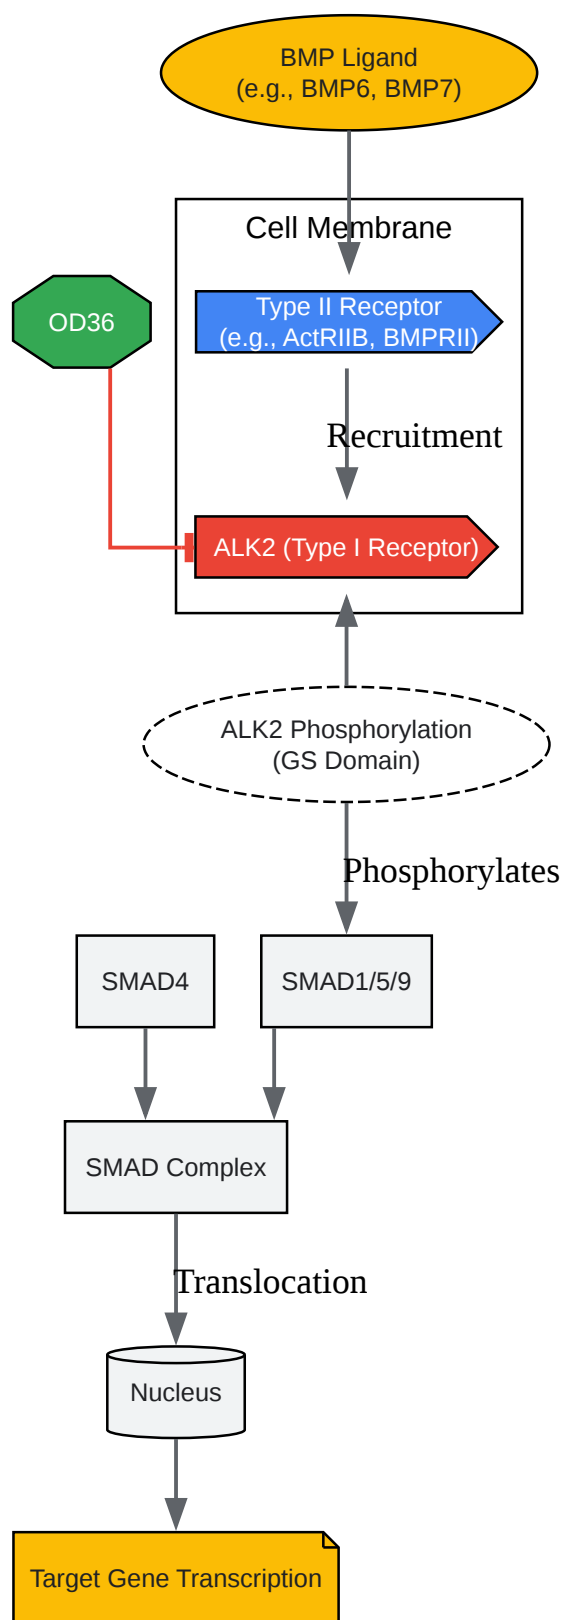 BMP Ligand
(e.g., BMP6, BMP7)
Cell Membrane
Type II Receptor
(e.g., ActRIIB, BMPRII)
OD36
Recruitment
ALK2 (Type I Receptor)
ALK2 Phosphorylation
(GS Domain)
Phosphorylates
SMAD4
SMAD1/5/9
SMAD Complex
Translocation
Nucleus
Target Gene Transcription